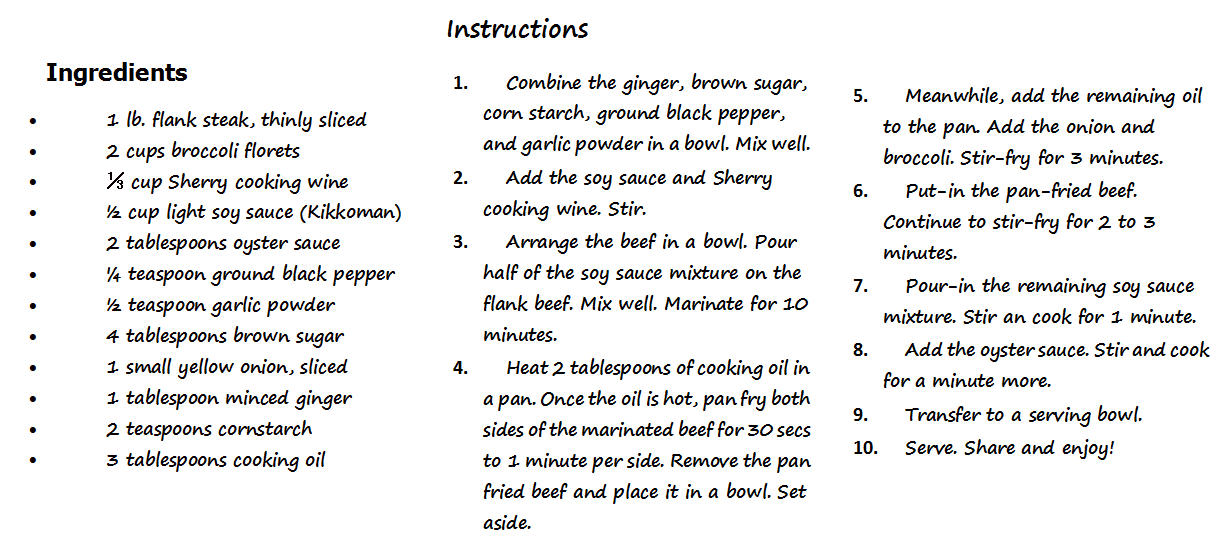 Ingredients
• 1 lb. flank steak, thinly sliced
• 2 cups broccoli florets
• ⅓ cup Sherry cooking wine
• ½ cup light soy sauce (Kikkoman)
• 2 tablespoons oyster sauce
• ¼ teaspoon ground black pepper
• ½ teaspoon garlic powder
• 4 tablespoons brown sugar
• 1 small yellow onion, sliced
• 1 tablespoon minced ginger
• 2 teaspoons cornstarch
• 3 tablespoons cooking oil
Instructions
1. Combine the ginger, brown sugar,
corn starch, ground black pepper,
and garlic powder in a bowl. Mix well.
2. Add the soy sauce and Sherry
cooking wine. Stir.
3. Arrange the beef in a bowl. Pour
half of the soy sauce mixture on the
flank beef. Mix well. Marinate for 10
minutes.
4. Heat 2 tablespoons of cooking oil in
a pan. Once the oil is hot, pan fry both
sides of the marinated beef for 30 secs
to 1 minute per side. Remove the pan
fried beef and place it in a bowl. Set
aside.
5. Meanwhile, add the remaining oil
to the pan. Add the onion and
broccoli. Stir-fry for 3 minutes.
6. Put-in the pan-fried beef.
Continue to stir-fry for 2 to 3
minutes.
7. Pour-in the remaining soy sauce
mixture. Stir an cook for 1 minute.
8. Add the oyster sauce. Stir and cook
for a minute more.
9. Transfer to a serving bowl.
10. Serve. Share and enjoy!